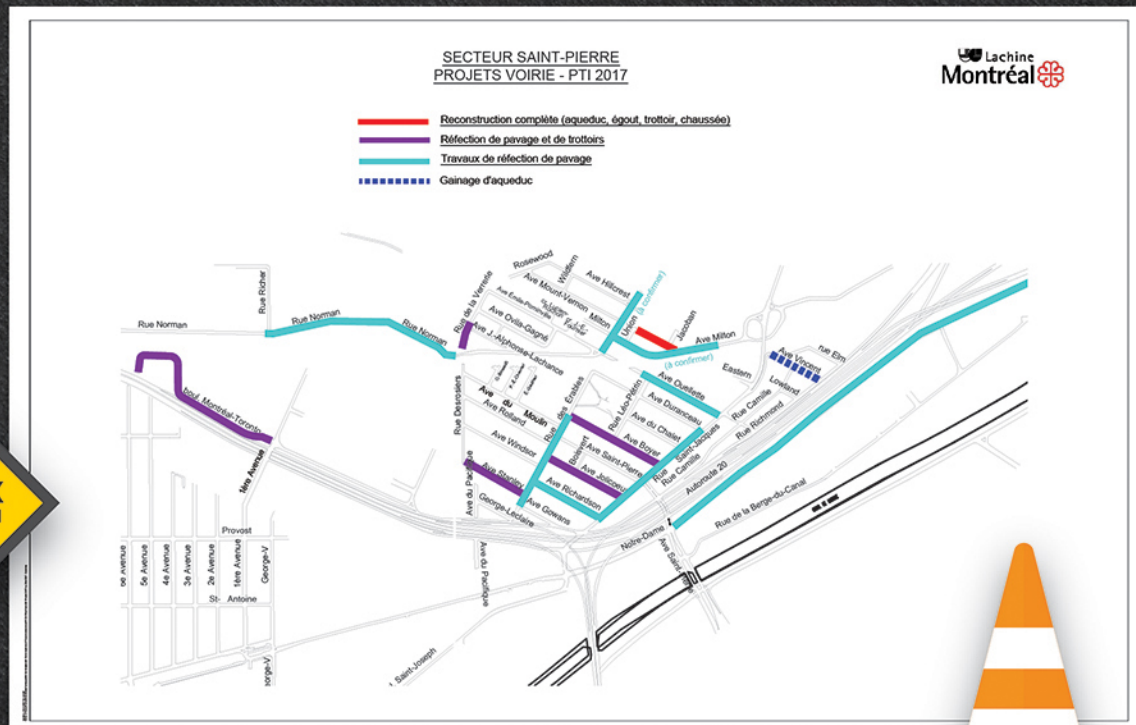 SECTEUR SAINT-PIERRE
PROJETS VOIRIE - PTI 2017
Lachine
Montréal
Reconstruction complète (aqueduc, égout, trottoir, chaussée)
Réfection de pavage et de trottoirs
Travaux de réfection de pavage
Gainage d'aqueduc
Rosewood
Wildfern
Ave Hillcrest
(à confirmer)
Rue Richer
Rue de la Verrerie
Ave Mount-Vernon
Milton
Union
Jacoban
Rue Norman
Rue Norman
Rue Norman
Ave Ovila-Gagné
Ave J.-Alphonse-Lachance
Ave Milton
(à confirmer)
rue Elm
Ave Vincent
Eastern
Lowland
Rue Camille
Rue Richmond
boul. Montréal-Toronto
1ère Avenue
Rue Desrosiers
Ave du Moulin
Rue des Érables
Rue Léo-Pétrin
Ave Ouellette
Ave Duranceau
Ave du Chalet
Ave Rolland
Ave Boyer
Rue Saint-Jacques
Rue Camille
Ave Windsor
Boisvert
Ave Saint-Pierre
Ave Jolicoeur
Autoroute 20
Ave Stanley
Ave Richardson
Ave du Pacifique
George-Leclaire
Ave Gowans
Rue de la Berge-du-Canal
Notre-Dame
Provost
5e Avenue
4e Avenue
3e Avenue
2e Avenue
1ère Avenue
George-V
Ave du Pacifique
St- Antoine
Saint-Joseph